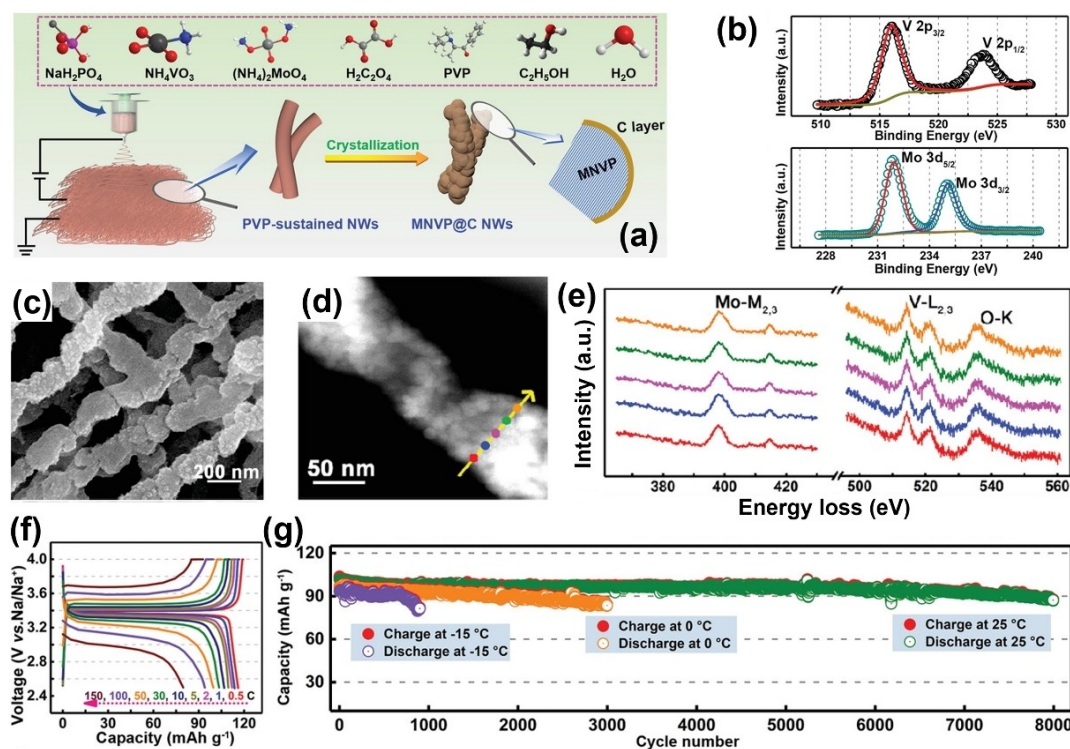 NaH₂PO₄ NH₄VO₃ (NH₄)₂MoO₄ H₂C₂O₄ PVP C₂H₅OH H₂O
Crystallization
C layer
MNVP
PVP-sustained NWs MNVP@C NWs
(a)
(b)
V 2p₃/₂
V 2p₁/₂
Intensity (a.u.)
510 515 520 525 530
Binding Energy (eV)
Mo 3d₅/₂
Mo 3d₃/₂
Intensity (a.u.)
228 231 234 237 240
Binding Energy (eV)
(c)
200 nm
(d)
50 nm
(e)
Mo-M₂,₃
V-L₂,₃
O-K
Intensity (a.u.)
380 400 420 500 520 540 560
Energy loss (eV)
(f)
Voltage (V vs.Na/Na⁺)
4.0
3.6
3.2
2.8
2.4
150, 100, 50, 30, 10, 5, 2, 1, 0.5 C
0 30 60 90 120
Capacity (mAh g⁻¹)
(g)
Capacity (mAh g⁻¹)
120
90
60
30
Charge at -15 °C
Discharge at -15 °C
Charge at 0 °C
Discharge at 0 °C
Charge at 25 °C
Discharge at 25 °C
0 1000 2000 3000 4000 5000 6000 7000 8000
Cycle number